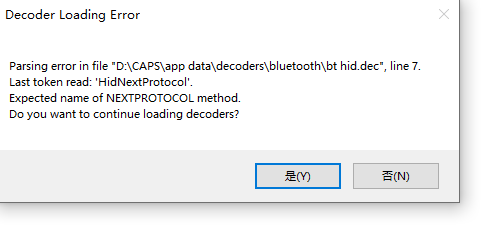 Decoder Loading Error
Parsing error in file "D:\CAPS\app data\decoders\bluetooth\bt hid.dec", line 7.
Last token read: 'HidNextProtocol'.
Expected name of NEXTPROTOCOL method.
Do you want to continue loading decoders?
是(Y)
否(N)